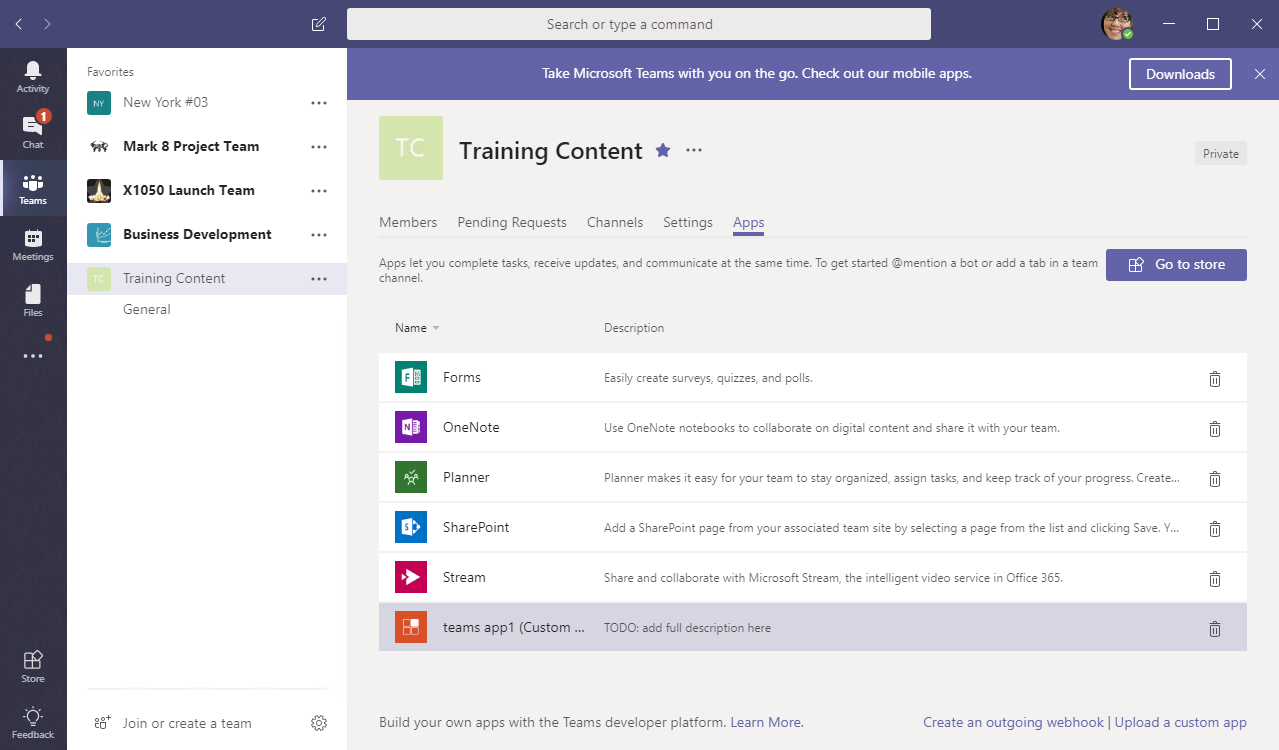 Search or type a command
Activity
1
Chat
Teams
Meetings
Files
Store
Feedback
Favorites
NY New York #03
Mark 8 Project Team
X1050 Launch Team
Business Development
TC Training Content
General
Join or create a team
Take Microsoft Teams with you on the go. Check out our mobile apps.
Downloads
TC
Training Content
Private
Members Pending Requests Channels Settings Apps
Apps let you complete tasks, receive updates, and communicate at the same time. To get started @mention a bot or add a tab in a team
channel.
Go to store
Name Description
Forms Easily create surveys, quizzes, and polls.
OneNote Use OneNote notebooks to collaborate on digital content and share it with your team.
Planner Planner makes it easy for your team to stay organized, assign tasks, and keep track of your progress. Create...
SharePoint Add a SharePoint page from your associated team site by selecting a page from the list and clicking Save. Y...
Stream Share and collaborate with Microsoft Stream, the intelligent video service in Office 365.
teams app1 (Custom ... TODO: add full description here
Build your own apps with the Teams developer platform. Learn More.
Create an outgoing webhook | Upload a custom app